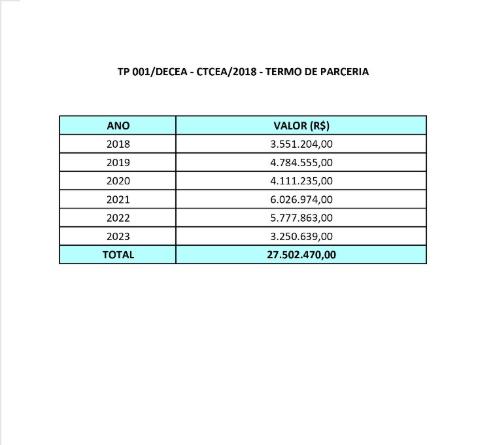 TP 001/DECEA - CTCEA/2018 - TERMO DE PARCERIA
ANO VALOR (R$)
2018 3.551.204,00
2019 4.784.555,00
2020 4.111.235,00
2021 6.026.974,00
2022 5.777.863,00
2023 3.250.639,00
TOTAL 27.502.470,00